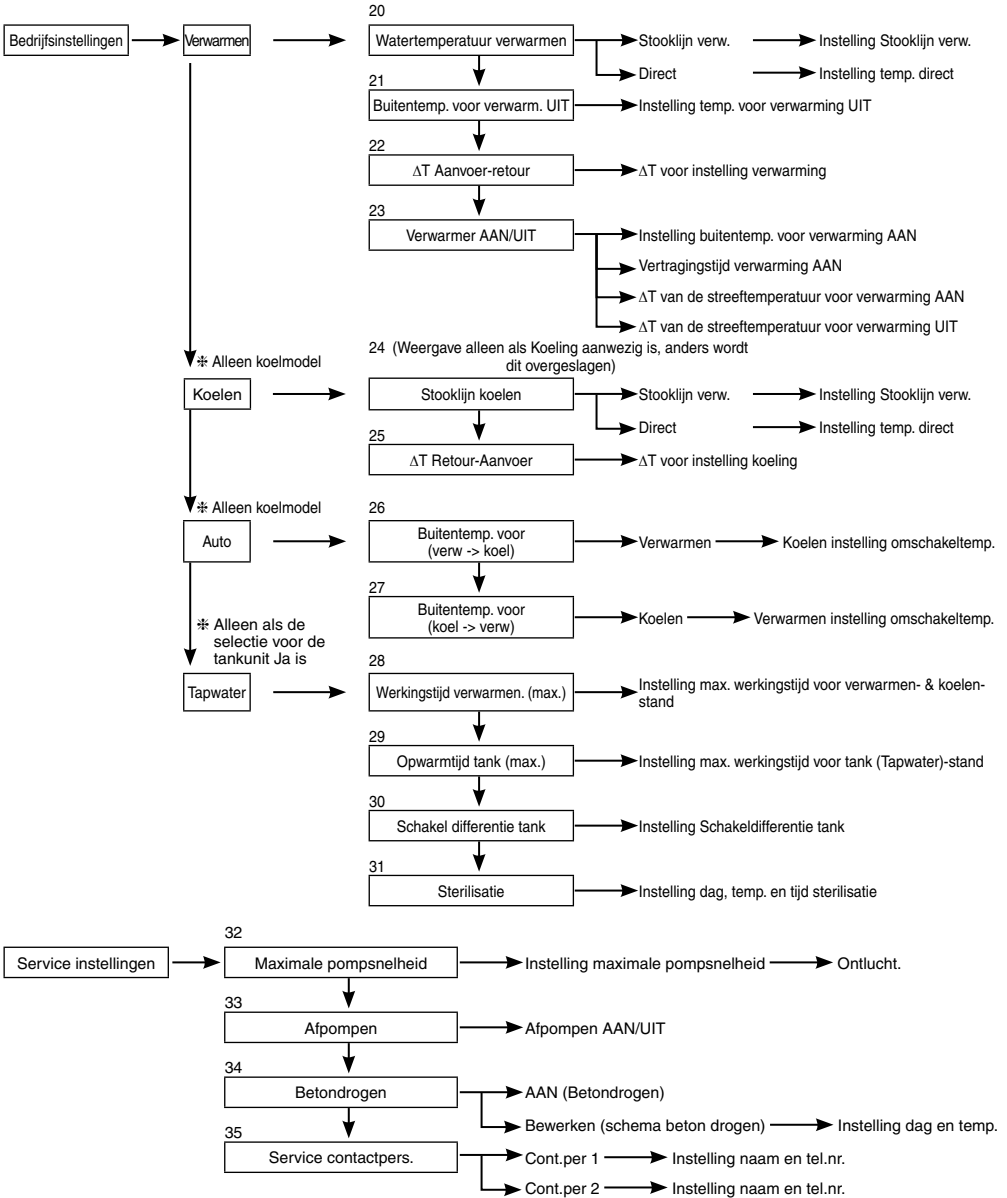 20
Bedrijfsinstellingen
Verwarmen
Watertemperatuur verwarmen
Stooklijn verw.
Instelling Stooklijn verw.
Direct
Instelling temp. direct
21
Buitentemp. voor verwarm. UIT
Instelling temp. voor verwarming UIT
22
ΔT Aanvoer-retour
ΔT voor instelling verwarming
23
Verwarmer AAN/UIT
Instelling buitentemp. voor verwarming AAN
Vertragingstijd verwarming AAN
ΔT van de streeftemperatuur voor verwarming AAN
ΔT van de streeftemperatuur voor verwarming UIT
24 (Weergave alleen als Koeling aanwezig is, anders wordt
dit overgeslagen)
❈ Alleen koelmodel
Koelen
Stooklijn koelen
Stooklijn verw.
Instelling Stooklijn verw.
Direct
Instelling temp. direct
25
ΔT Retour-Aanvoer
ΔT voor instelling koeling
❈ Alleen koelmodel
26
Auto
Buitentemp. voor
(verw -> koel)
Verwarmen
Koelen instelling omschakeltemp.
27
Buitentemp. voor
(koel -> verw)
Koelen
Verwarmen instelling omschakeltemp.
❈ Alleen als de
selectie voor de
tankunit Ja is
28
Tapwater
Werkingstijd verwarmen. (max.)
Instelling max. werkingstijd voor verwarmen- & koelen-
stand
29
Opwarmtijd tank (max.)
Instelling max. werkingstijd voor tank (Tapwater)-stand
30
Schakel differentie tank
Instelling Schakeldifferentie tank
31
Sterilisatie
Instelling dag, temp. en tijd sterilisatie
32
Service instellingen
Maximale pompsnelheid
Instelling maximale pompsnelheid
Ontlucht.
33
Afpompen
Afpompen AAN/UIT
34
Betondrogen
AAN (Betondrogen)
Bewerken (schema beton drogen)
Instelling dag en temp.
35
Service contactpers.
Cont.per 1
Instelling naam en tel.nr.
Cont.per 2
Instelling naam en tel.nr.